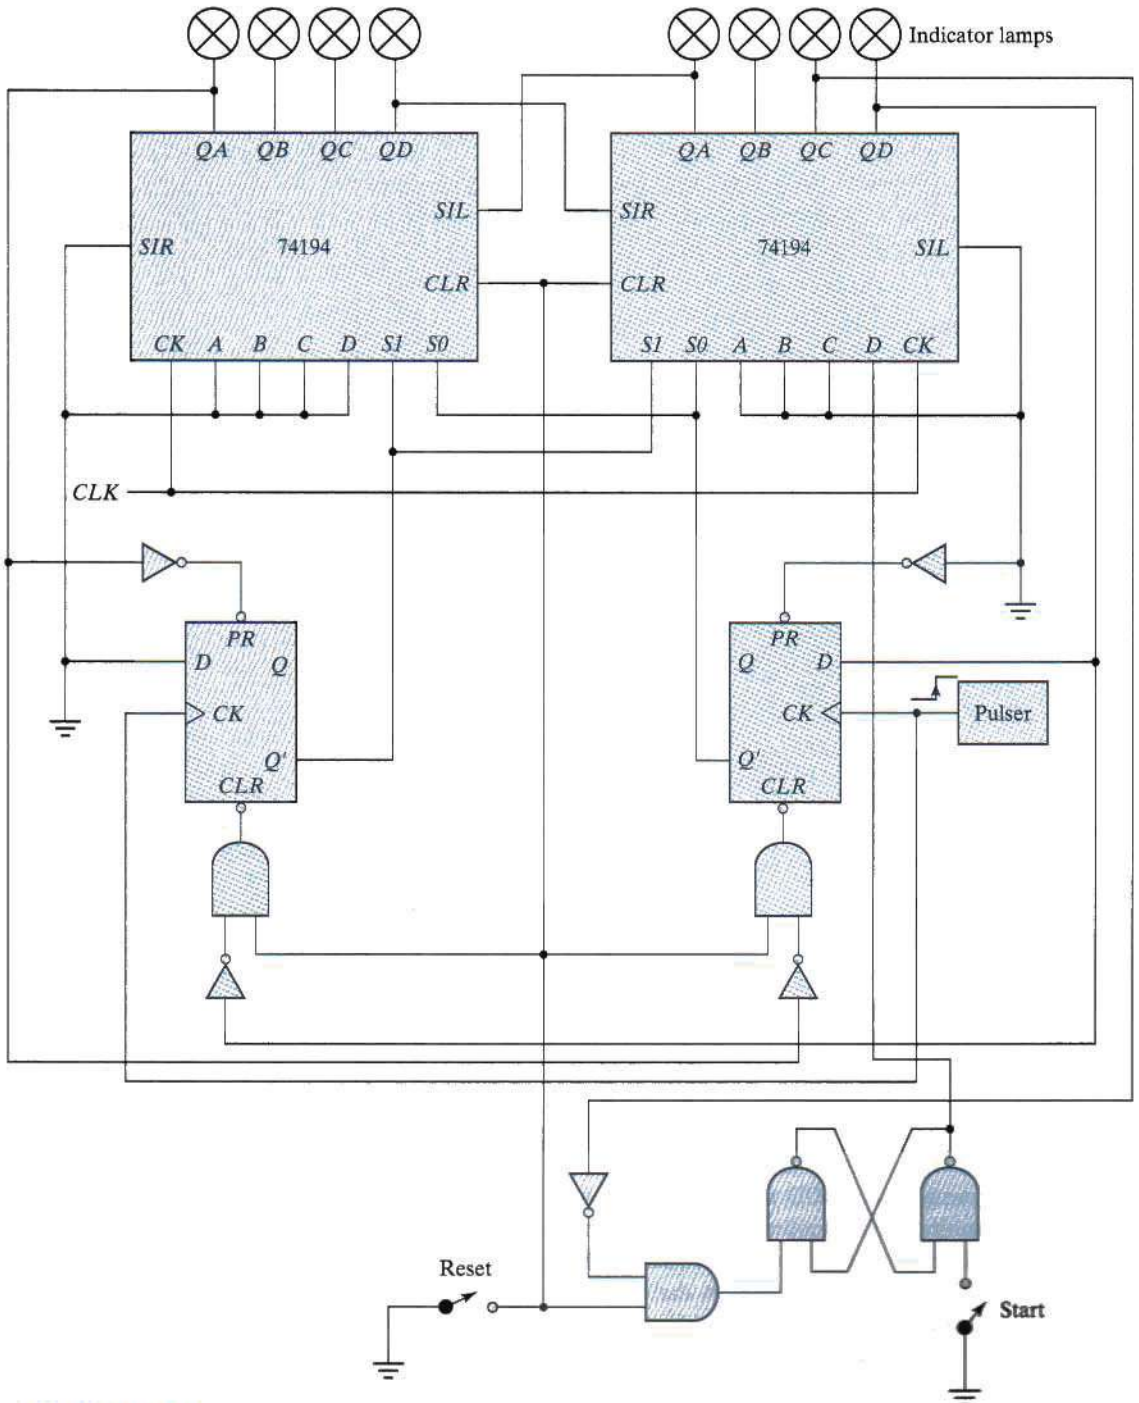 Indicator lamps
QA QB QC QD
QA QB QC QD
SIL
SIR
SIR
74194
74194
SIL
CLR
CLR
CK A B C D S1 S0
S1 S0 A B C D CK
CLK
PR
PR
D Q
Q D
CK
CK
Pulser
Q'
Q'
CLR
CLR
Reset
Start